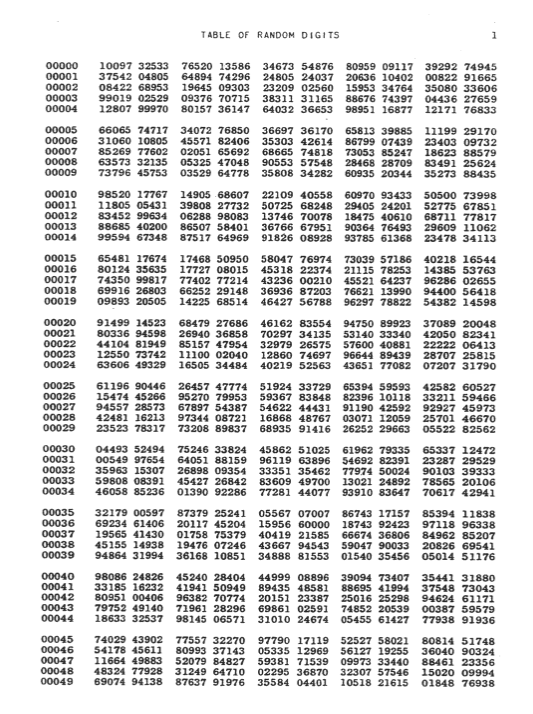 TABLE OF RANDOM DIGITS 1
00000 10097 32533 76520 13586 34673 54876 80959 09117 39292 74945
00001 37542 04805 64894 74296 24805 24037 20636 10402 00822 91665
00002 08422 68953 19645 09303 23209 02560 15953 34764 35080 33606
00003 99019 02529 09376 70715 38311 31165 88676 74397 04436 27659
00004 12807 99970 80157 36147 64032 36653 98951 16877 12171 76833
00005 66065 74717 34072 76850 36697 36170 65813 39885 11199 29170
00006 31060 10805 45571 82406 35303 42614 86799 07439 23403 09732
00007 85269 77602 02051 65692 68665 74818 73053 85247 18623 88579
00008 63573 32135 05325 47048 90553 57548 28468 28709 83491 25624
00009 73796 45753 03529 64778 35808 34282 60935 20344 35273 88435
00010 98520 17767 14905 68607 22109 40558 60970 93433 50500 73998
00011 11805 05431 39808 27732 50725 68248 29405 24201 52775 67851
00012 83452 99634 06288 98083 13746 70078 18475 40610 68711 77817
00013 88685 40200 86507 58401 36766 67951 90364 76493 29609 11062
00014 99594 67348 87517 64969 91826 08928 93785 61368 23478 34113
00015 65481 17674 17468 50950 58047 76974 73039 57186 40218 16544
00016 80124 35635 17727 08015 45318 22374 21115 78253 14385 53763
00017 74350 99817 77402 77214 43236 00210 45521 64237 96286 02655
00018 69916 26803 66252 29148 36936 87203 76621 13990 94400 56418
00019 09893 20505 14225 68514 46427 56788 96297 78822 54382 14598
00020 91499 14523 68479 27686 46162 83554 94750 89923 37089 20048
00021 80336 94598 26940 36858 70297 34135 53140 33340 42050 82341
00022 44104 81949 85157 47954 32979 26575 57600 40881 22222 06413
00023 12550 73742 11100 02040 12860 74697 96644 89439 28707 25815
00024 63606 49329 16505 34484 40219 52563 43651 77082 07207 31790
00025 61196 90446 26457 47774 51924 33729 65394 59593 42582 60527
00026 15474 45266 95270 79953 59367 83848 82396 10118 33211 59466
00027 94557 28573 67897 54387 54622 44431 91190 42592 92927 45973
00028 42481 16213 97344 08721 16868 48767 03071 12059 25701 46670
00029 23523 78317 73208 89837 68935 91416 26252 29663 05522 82562
00030 04493 52494 75246 33824 45862 51025 61962 79335 65337 12472
00031 00549 97654 64051 88159 96119 63896 54692 82391 23287 29529
00032 35963 15307 26898 09354 33351 35462 77974 50024 90103 39333
00033 59808 08391 45427 26842 83609 49700 13021 24892 78565 20106
00034 46058 85236 01390 92286 77281 44077 93910 83647 70617 42941
00035 32179 00597 87379 25241 05567 07007 86743 17157 85394 11838
00036 69234 61406 20117 45204 15956 60000 18743 92423 97118 96338
00037 19565 41430 01758 75379 40419 21585 66674 36806 84962 85207
00038 45155 14938 19476 07246 43667 94543 59047 90033 20826 69541
00039 94864 31994 36168 10851 34888 81553 01540 35456 05014 51176
00040 98086 24826 45240 28404 44999 08896 39094 73407 35441 31880
00041 33185 16232 41941 50949 89435 48581 88695 41994 37548 73043
00042 80951 00406 96382 70774 20151 23387 25016 25298 94624 61171
00043 79752 49140 71961 28296 69861 02591 74852 20539 00387 59579
00044 18633 32537 98145 06571 31010 24674 05455 61427 77938 91936
00045 74029 43902 77557 32270 97790 17119 52527 58021 80814 51748
00046 54178 45611 80993 37143 05335 12969 56127 19255 36040 90324
00047 11664 49883 52079 84827 59381 71539 09973 33440 88461 23356
00048 48324 77928 31249 64710 02295 36870 32307 57546 15020 09994
00049 69074 94138 87637 91976 35584 04401 10518 21615 01848 76938